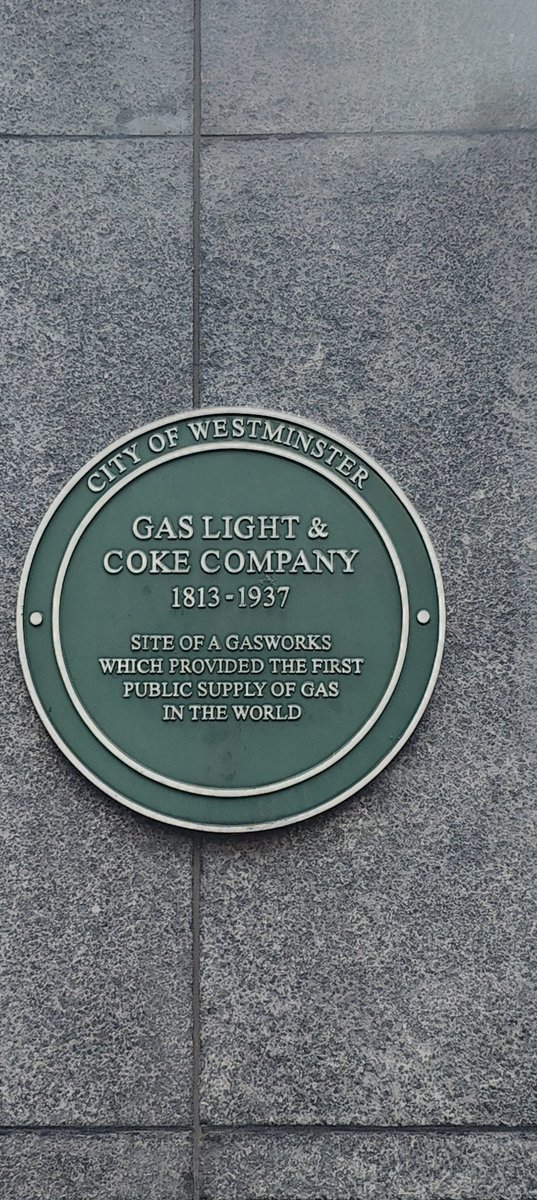 CITY OF WESTMINSTER
GAS LIGHT &
COKE COMPANY
1813-1937
SITE OF A GASWORKS
WHICH PROVIDED THE FIRST
PUBLIC SUPPLY OF GAS
IN THE WORLD